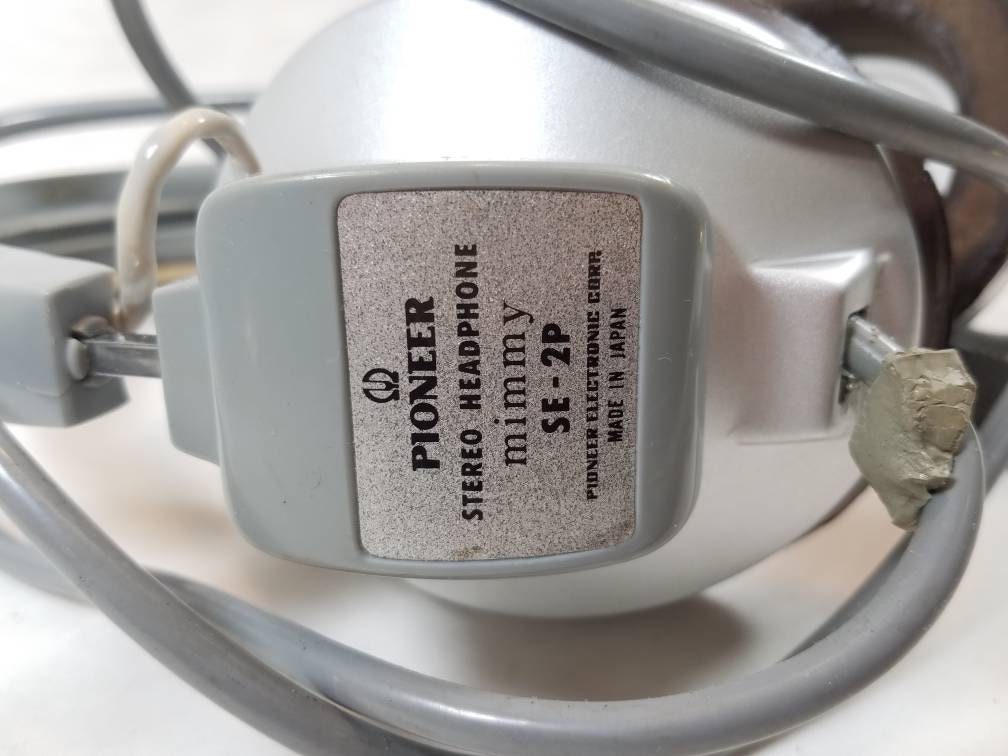 PIONEER
STEREO HEADPHONE
mimmy
SE-2P
PIONEER ELECTRONIC CORP.
MADE IN JAPAN